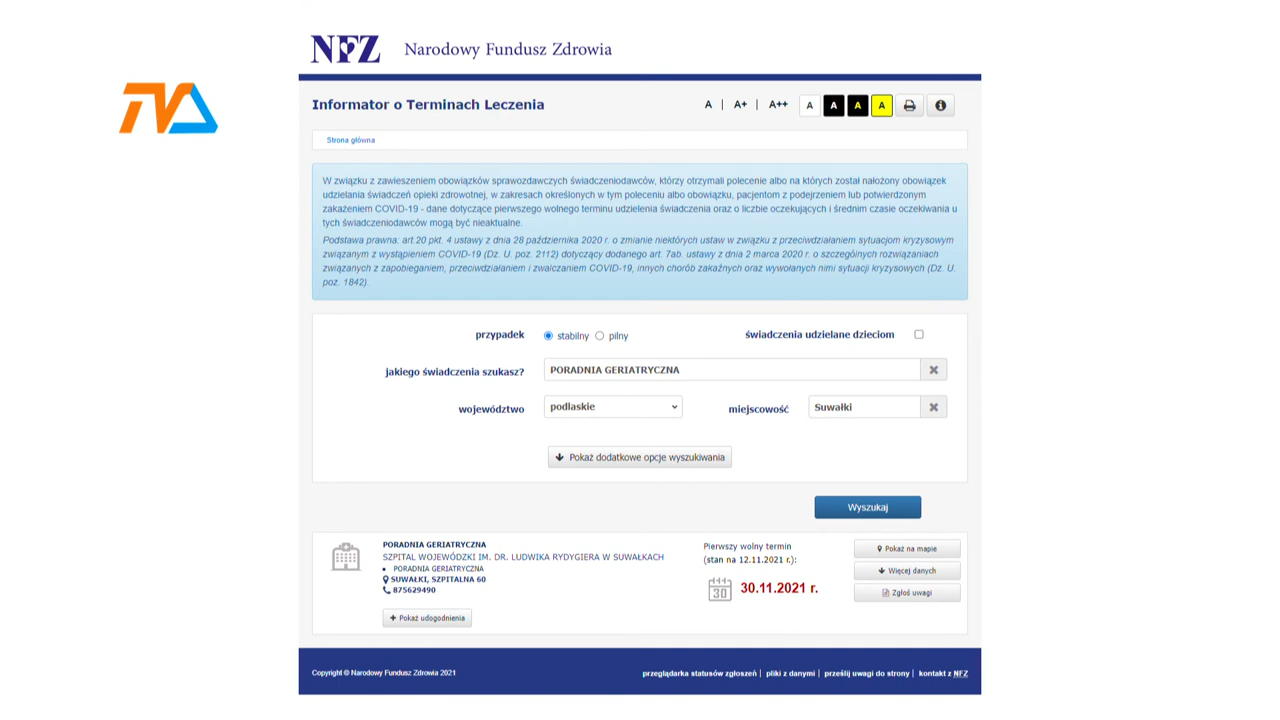 NFZ Narodowy Fundusz Zdrowia
TVA
Informator o Terminach Leczenia
A | A+ | A++ A A A A
Strona główna
W związku z zawieszeniem obowiązków sprawozdawczych świadczeniodawców, którzy otrzymali polecenie albo na których został nałożony obowiązek
udzielania świadczeń opieki zdrowotnej, w zakresach określonych w tym poleceniu albo obowiązku, pacjentom z podejrzeniem lub potwierdzonym
zakażeniem COVID-19 - dane dotyczące pierwszego wolnego terminu udzielenia świadczenia oraz o liczbie oczekujących i średnim czasie oczekiwania u
tych świadczeniodawców mogą być nieaktualne.
Podstawa prawna: art.20 pkt. 4 ustawy z dnia 28 października 2020 r. o zmianie niektórych ustaw w związku z przeciwdziałaniem sytuacjom kryzysowym
związanym z wystąpieniem COVID-19 (Dz. U. poz. 2112) dotyczący dodanego art. 7ab. ustawy z dnia 2 marca 2020 r. o szczególnych rozwiązaniach
związanych z zapobieganiem, przeciwdziałaniem i zwalczaniem COVID-19, innych chorób zakaźnych oraz wywołanych nimi sytuacji kryzysowych (Dz. U.
poz. 1842).
przypadek stabilny pilny świadczenia udzielane dzieciom
jakiego świadczenia szukasz? PORADNIA GERIATRYCZNA
województwo podlaskie miejscowość Suwałki
Pokaż dodatkowe opcje wyszukiwania
Wyszukaj
PORADNIA GERIATRYCZNA
SZPITAL WOJEWÓDZKI IM. DR. LUDWIKA RYDYGIERA W SUWAŁKACH
PORADNIA GERIATRYCZNA
SUWAŁKI, SZPITALNA 60
875629490
Pokaż udogodnienia
Pierwszy wolny termin
(stan na 12.11.2021 r.):
30 30.11.2021 r.
Pokaż na mapie
Więcej danych
Zgłoś uwagi
Copyright © Narodowy Fundusz Zdrowia 2021 przeglądarka statusów zgłoszeń | pliki z danymi | prześlij uwagi do strony | kontakt z NFZ